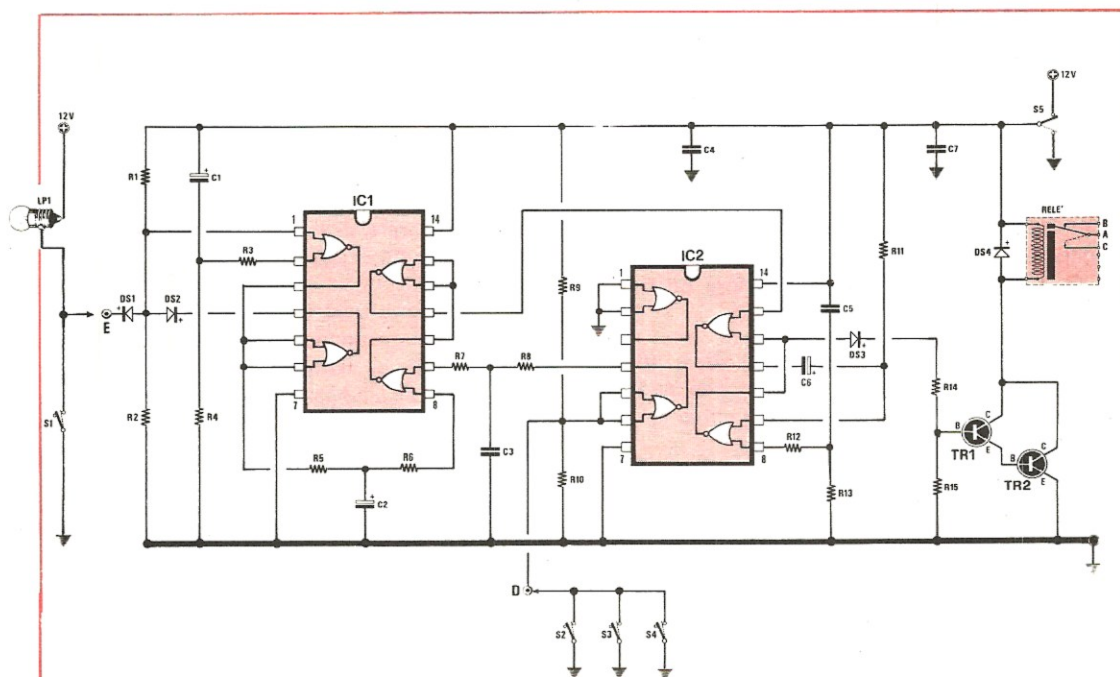 12V
LP1
S1
E
DS1
DS2
R1
R2
C1
R3
R4
IC1
1
14
7
8
R5
R6
C2
R7
R8
C3
R9
R10
C4
IC2
1
14
7
8
C5
C6
R11
DS3
R12
R13
C7
R14
R15
B
C
E
TR1
B
C
E
TR2
DS4
12V
S5
RELE'
B
A
C
D
S2
S3
S4